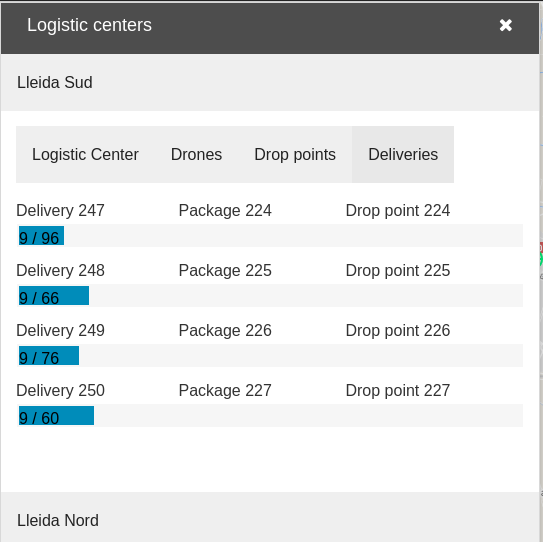 Logistic centers
Lleida Sud
Logistic Center Drones Drop points Deliveries
Delivery 247 Package 224 Drop point 224
9 / 96
Delivery 248 Package 225 Drop point 225
9 / 66
Delivery 249 Package 226 Drop point 226
9 / 76
Delivery 250 Package 227 Drop point 227
9 / 60
Lleida Nord